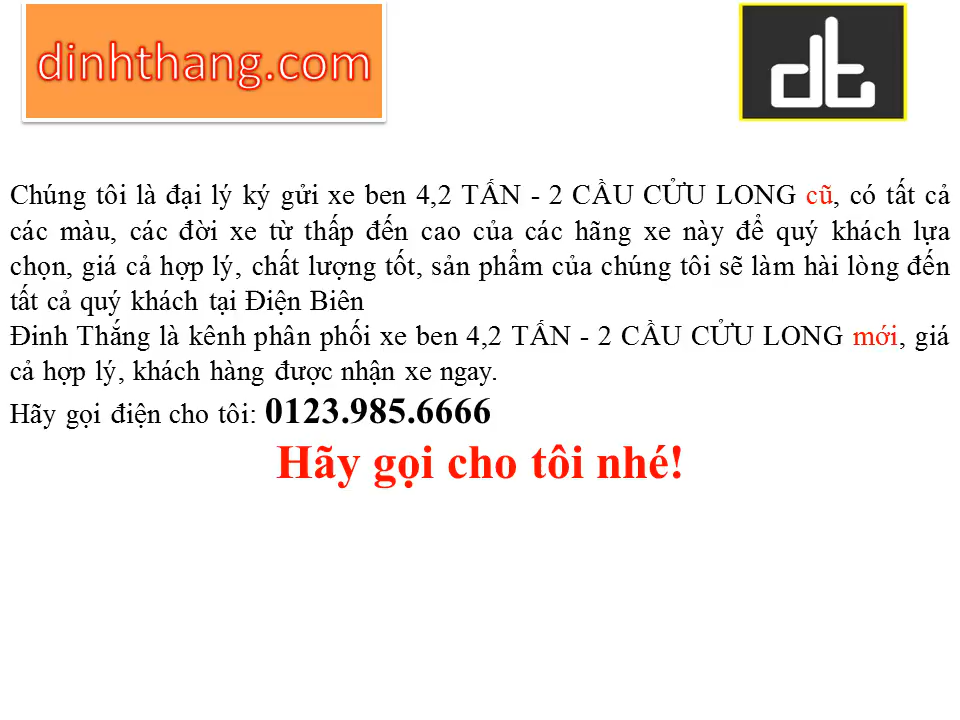 dinhthang.com
dt
Chúng tôi là đại lý ký gửi xe ben 4,2 TẤN - 2 CẦU CỬU LONG cũ, có tất cả
các màu, các đời xe từ thấp đến cao của các hãng xe này để quý khách lựa
chọn, giá cả hợp lý, chất lượng tốt, sản phẩm của chúng tôi sẽ làm hài lòng đến
tất cả quý khách tại Điện Biên
Đinh Thắng là kênh phân phối xe ben 4,2 TẤN - 2 CẦU CỬU LONG mới, giá
cả hợp lý, khách hàng được nhận xe ngay.
Hãy gọi điện cho tôi: 0123.985.6666
Hãy gọi cho tôi nhé!